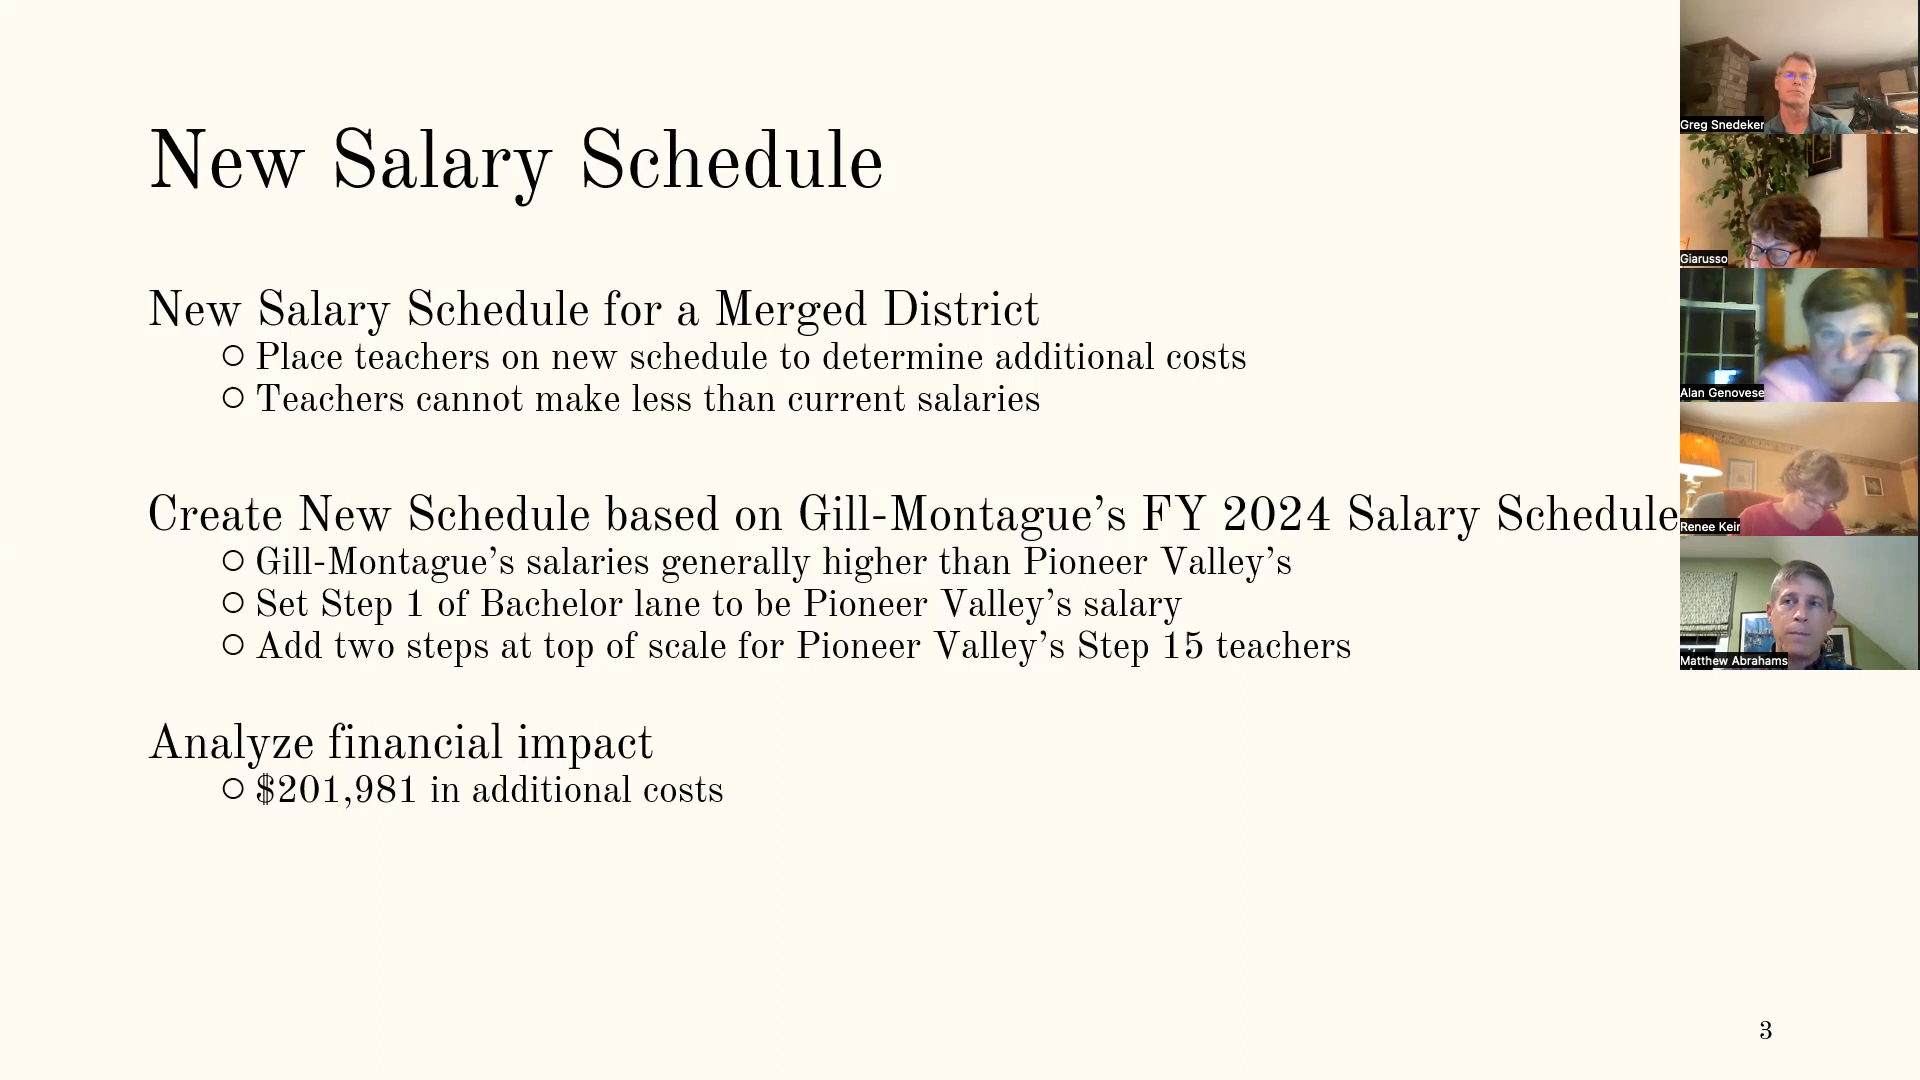 New Salary Schedule
New Salary Schedule for a Merged District
○ Place teachers on new schedule to determine additional costs
○ Teachers cannot make less than current salaries
Create New Schedule based on Gill-Montague’s FY 2024 Salary Schedule
○ Gill-Montague’s salaries generally higher than Pioneer Valley’s
○ Set Step 1 of Bachelor lane to be Pioneer Valley’s salary
○ Add two steps at top of scale for Pioneer Valley’s Step 15 teachers
Analyze financial impact
○ $201,981 in additional costs
3
Greg Snedeker
Giarusso
Alan Genovese
Renee Keir
Matthew Abrahams